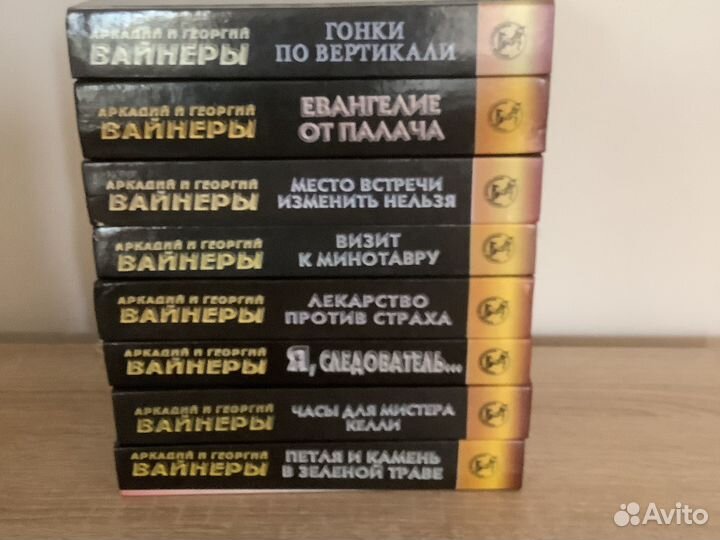 АРКАДИЙ И ГЕОРГИЙ
ВАЙНЕРЫ
ГОНКИ
ПО ВЕРТИКАЛИ
АРКАДИЙ И ГЕОРГИЙ
ВАЙНЕРЫ
ЕВАНГЕЛИЕ
ОТ ПАЛАЧА
АРКАДИЙ И ГЕОРГИЙ
ВАЙНЕРЫ
МЕСТО ВСТРЕЧИ
ИЗМЕНИТЬ НЕЛЬЗЯ
АРКАДИЙ И ГЕОРГИЙ
ВАЙНЕРЫ
ВИЗИТ
К МИНОТАВРУ
АРКАДИЙ И ГЕОРГИЙ
ВАЙНЕРЫ
ЛЕКАРСТВО
ПРОТИВ СТРАХА
АРКАДИЙ И ГЕОРГИЙ
ВАЙНЕРЫ
Я, СЛЕДОВАТЕЛЬ...
АРКАДИЙ И ГЕОРГИЙ
ВАЙНЕРЫ
ЧАСЫ ДЛЯ МИСТЕРА
КЕЛЛИ
АРКАДИЙ И ГЕОРГИЙ
ВАЙНЕРЫ
ПЕТЛЯ И КАМЕНЬ
В ЗЕЛЕНОЙ ТРАВЕ
Avito